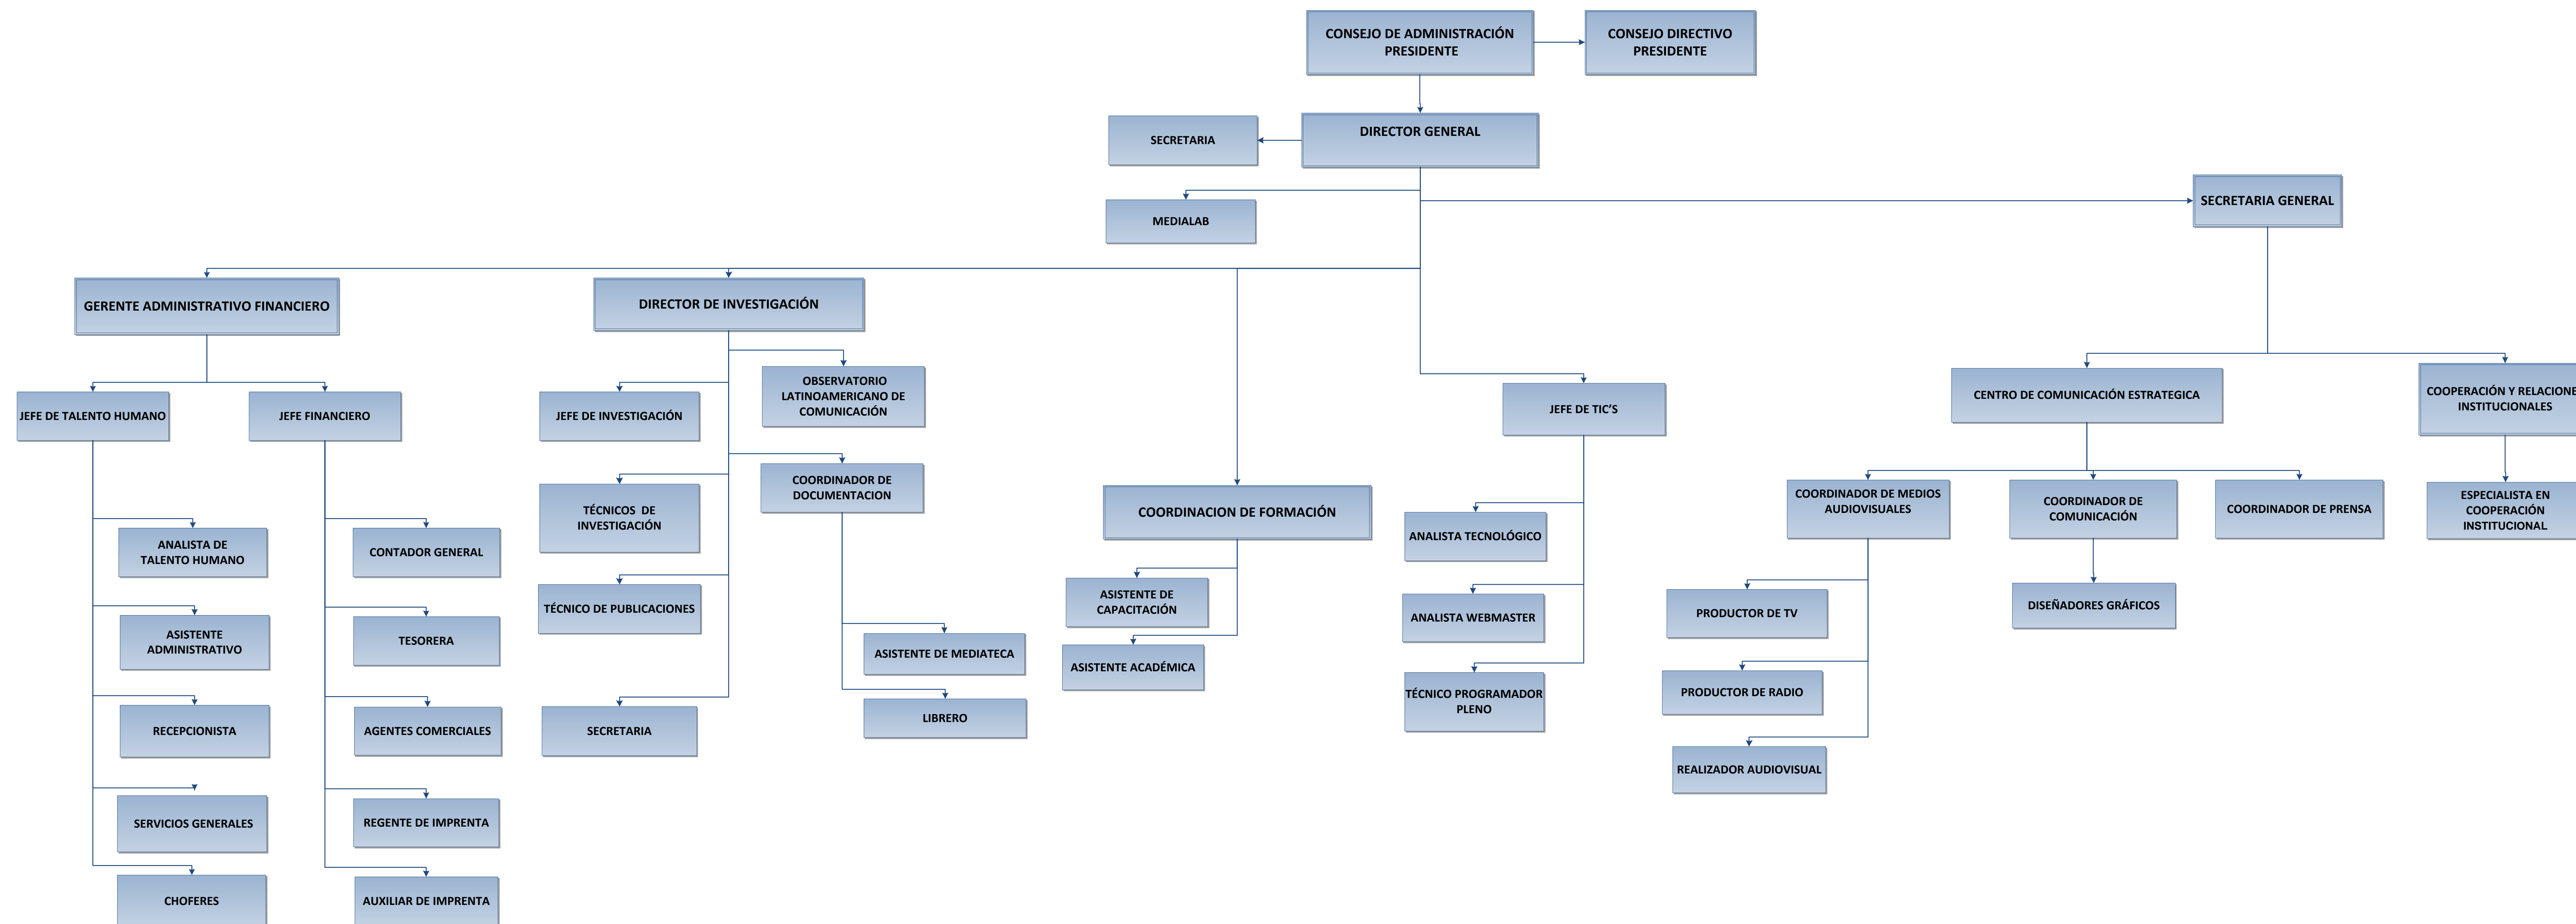 CONSEJO DE ADMINISTRACIÓN
PRESIDENTE
CONSEJO DIRECTIVO
PRESIDENTE
DIRECTOR GENERAL
SECRETARIA
MEDIALAB
SECRETARIA GENERAL
GERENTE ADMINISTRATIVO FINANCIERO
DIRECTOR DE INVESTIGACIÓN
JEFE DE TALENTO HUMANO
JEFE FINANCIERO
ANALISTA DE
TALENTO HUMANO
ASISTENTE
ADMINISTRATIVO
RECEPCIONISTA
SERVICIOS GENERALES
CHOFERES
CONTADOR GENERAL
TESORERA
AGENTES COMERCIALES
REGENTE DE IMPRENTA
AUXILIAR DE IMPRENTA
JEFE DE INVESTIGACIÓN
OBSERVATORIO
LATINOAMERICANO DE
COMUNICACIÓN
TÉCNICOS DE
INVESTIGACIÓN
COORDINADOR DE
DOCUMENTACION
TÉCNICO DE PUBLICACIONES
SECRETARIA
ASISTENTE DE MEDIATECA
LIBRERO
COORDINACION DE FORMACIÓN
ASISTENTE DE
CAPACITACIÓN
ASISTENTE ACADÉMICA
JEFE DE TIC'S
ANALISTA TECNOLÓGICO
ANALISTA WEBMASTER
TÉCNICO PROGRAMADOR
PLENO
CENTRO DE COMUNICACIÓN ESTRATEGICA
COORDINADOR DE MEDIOS
AUDIOVISUALES
COORDINADOR DE
COMUNICACIÓN
COORDINADOR DE PRENSA
PRODUCTOR DE TV
PRODUCTOR DE RADIO
REALIZADOR AUDIOVISUAL
DISEÑADORES GRÁFICOS
COOPERACIÓN Y RELACIONE
INSTITUCIONALES
ESPECIALISTA EN
COOPERACIÓN
INSTITUCIONAL